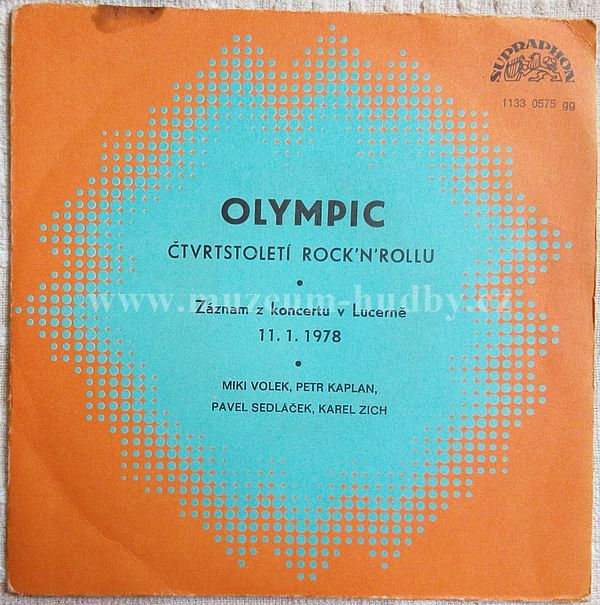 SUPRAPHON
1133 0575 gg
OLYMPIC
ČTVRTSTOLETÍ ROCK'N'ROLLU
www.muzeum-hudby.cz
Záznam z koncertu v Lucerně
11. 1. 1978
MIKI VOLEK, PETR KAPLAN,
PAVEL SEDLÁČEK, KAREL ZICH